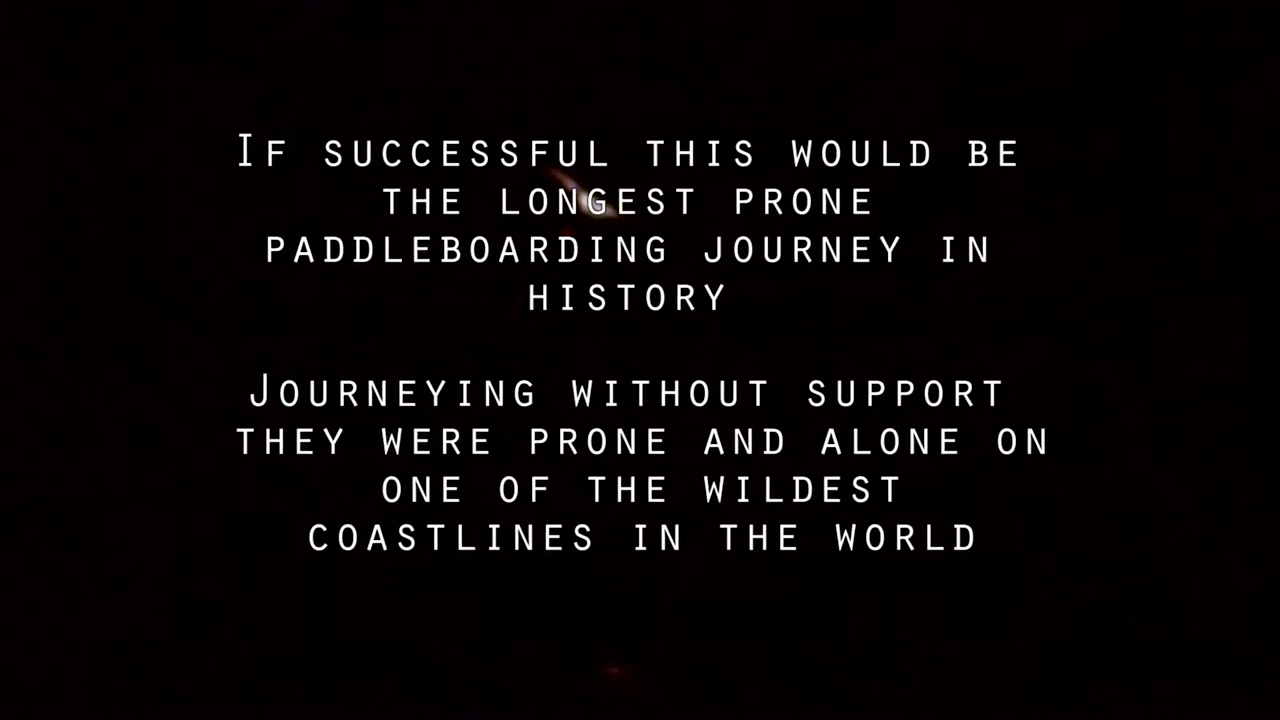 If successful this would be
the longest prone
paddleboarding journey in
history
Journeying without support
they were prone and alone on
one of the wildest
coastlines in the world